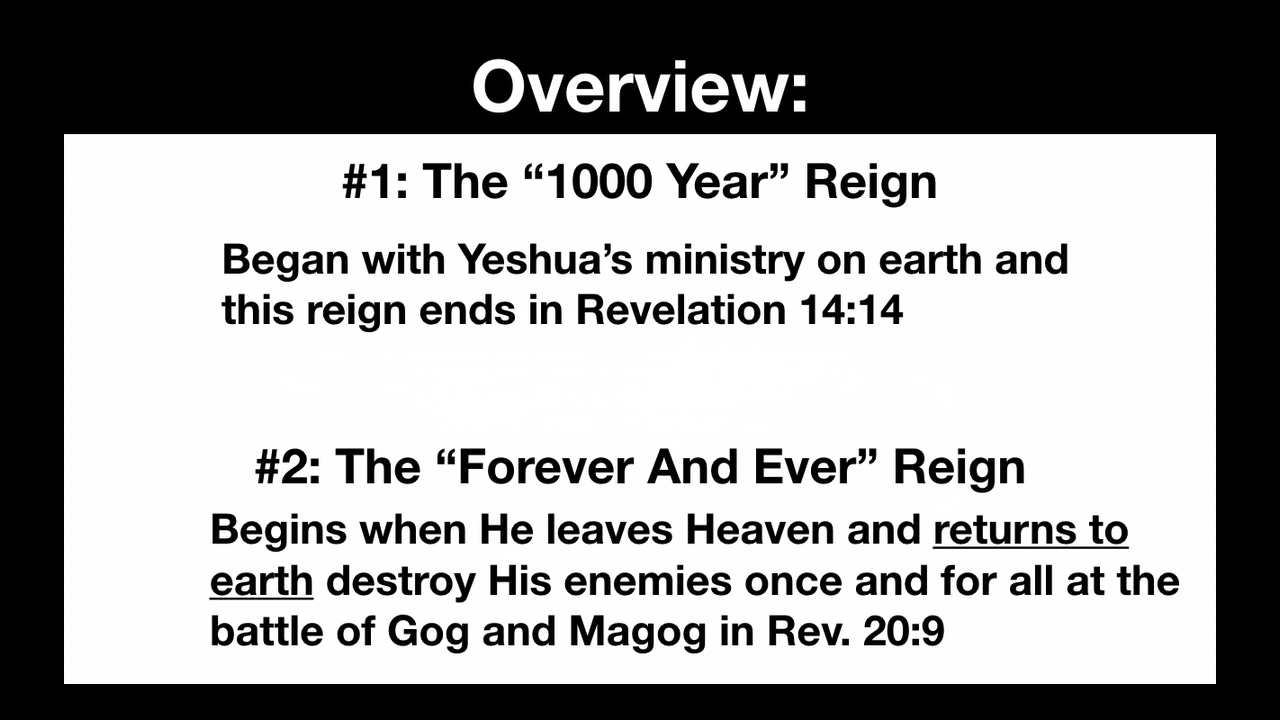 Overview:
#1: The “1000 Year” Reign
Began with Yeshua’s ministry on earth and
this reign ends in Revelation 14:14
#2: The “Forever And Ever” Reign
Begins when He leaves Heaven and returns to
earth destroy His enemies once and for all at the
battle of Gog and Magog in Rev. 20:9